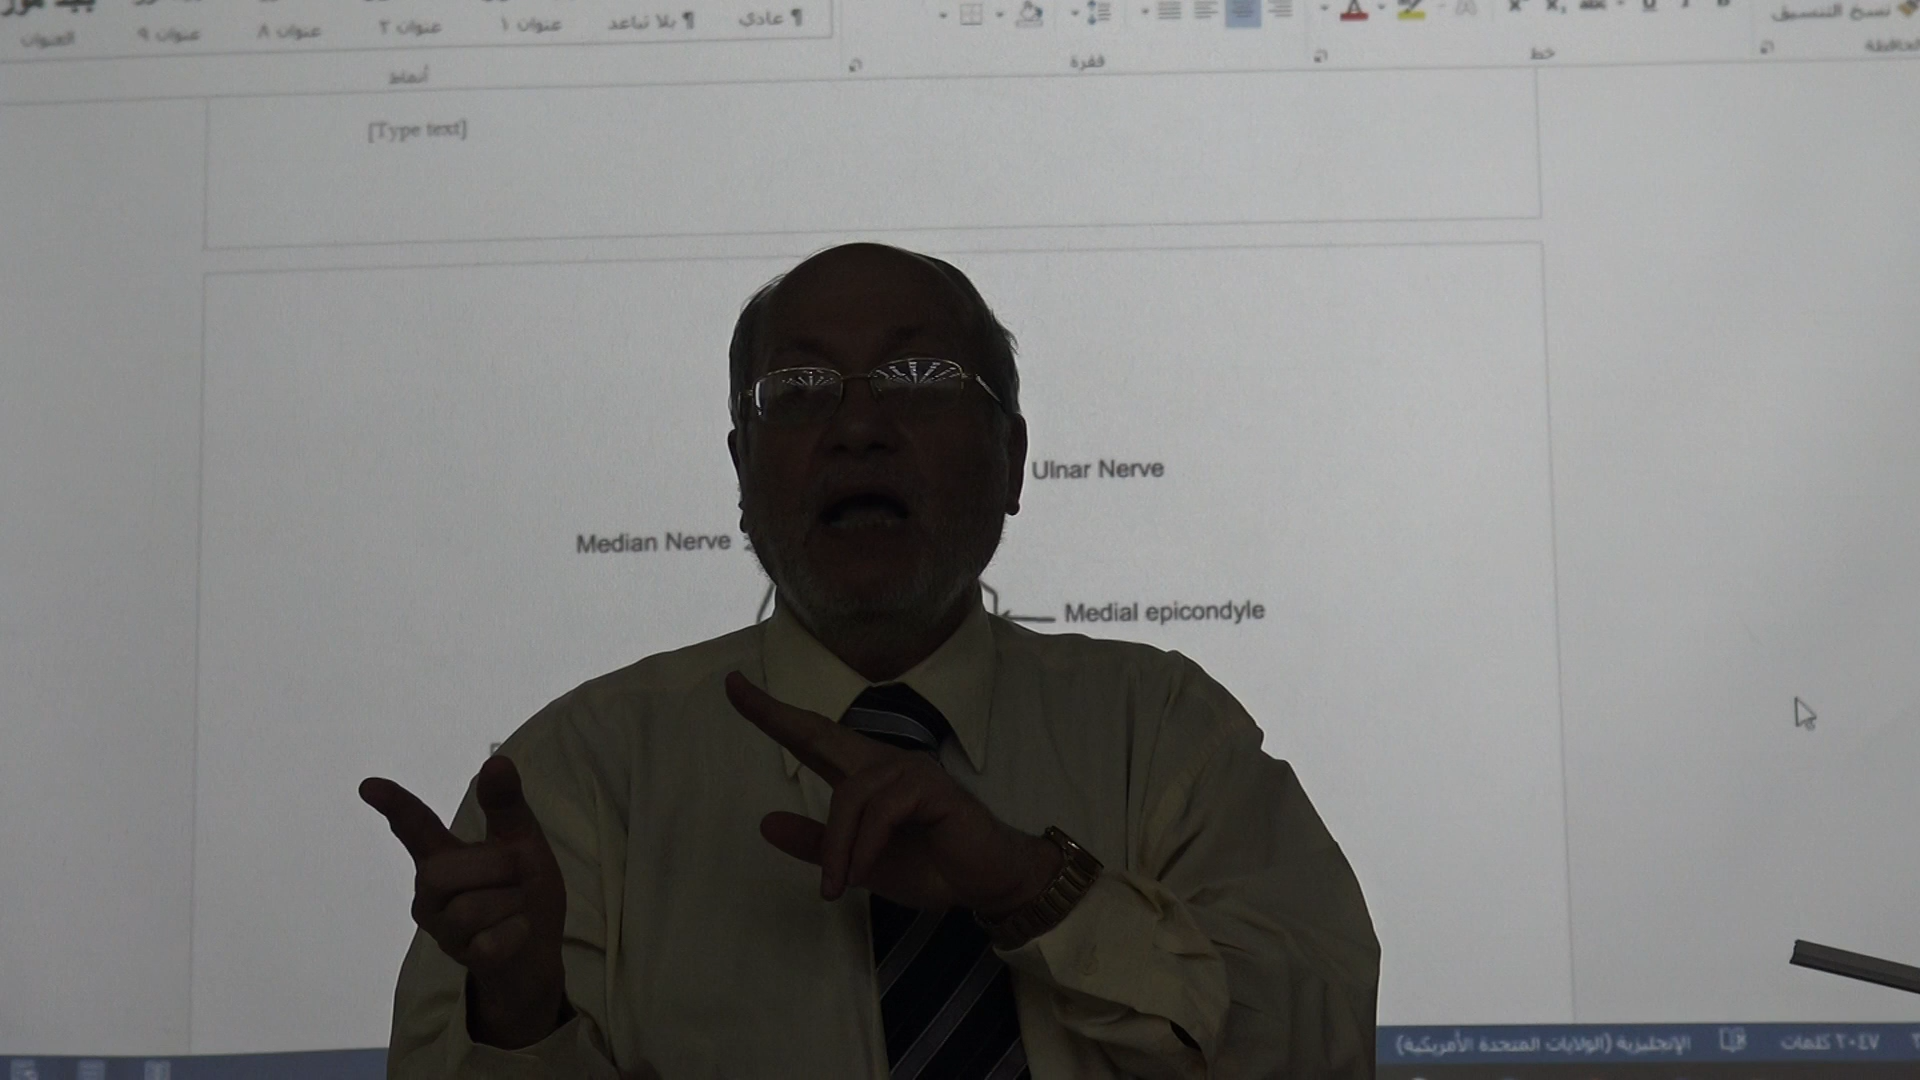 نسخ التنسيق
¶ عادي
¶ بلا تباعد
عنوان ١
عنوان ٢
عنوان ٨
عنوان ٩
العنوان
خط
فقرة
أنماط
[Type text]
Ulnar Nerve
Median Nerve
Medial epicondyle
٢٠٤٧ كلمات
الإنجليزية (الولايات المتحدة الأمريكية)